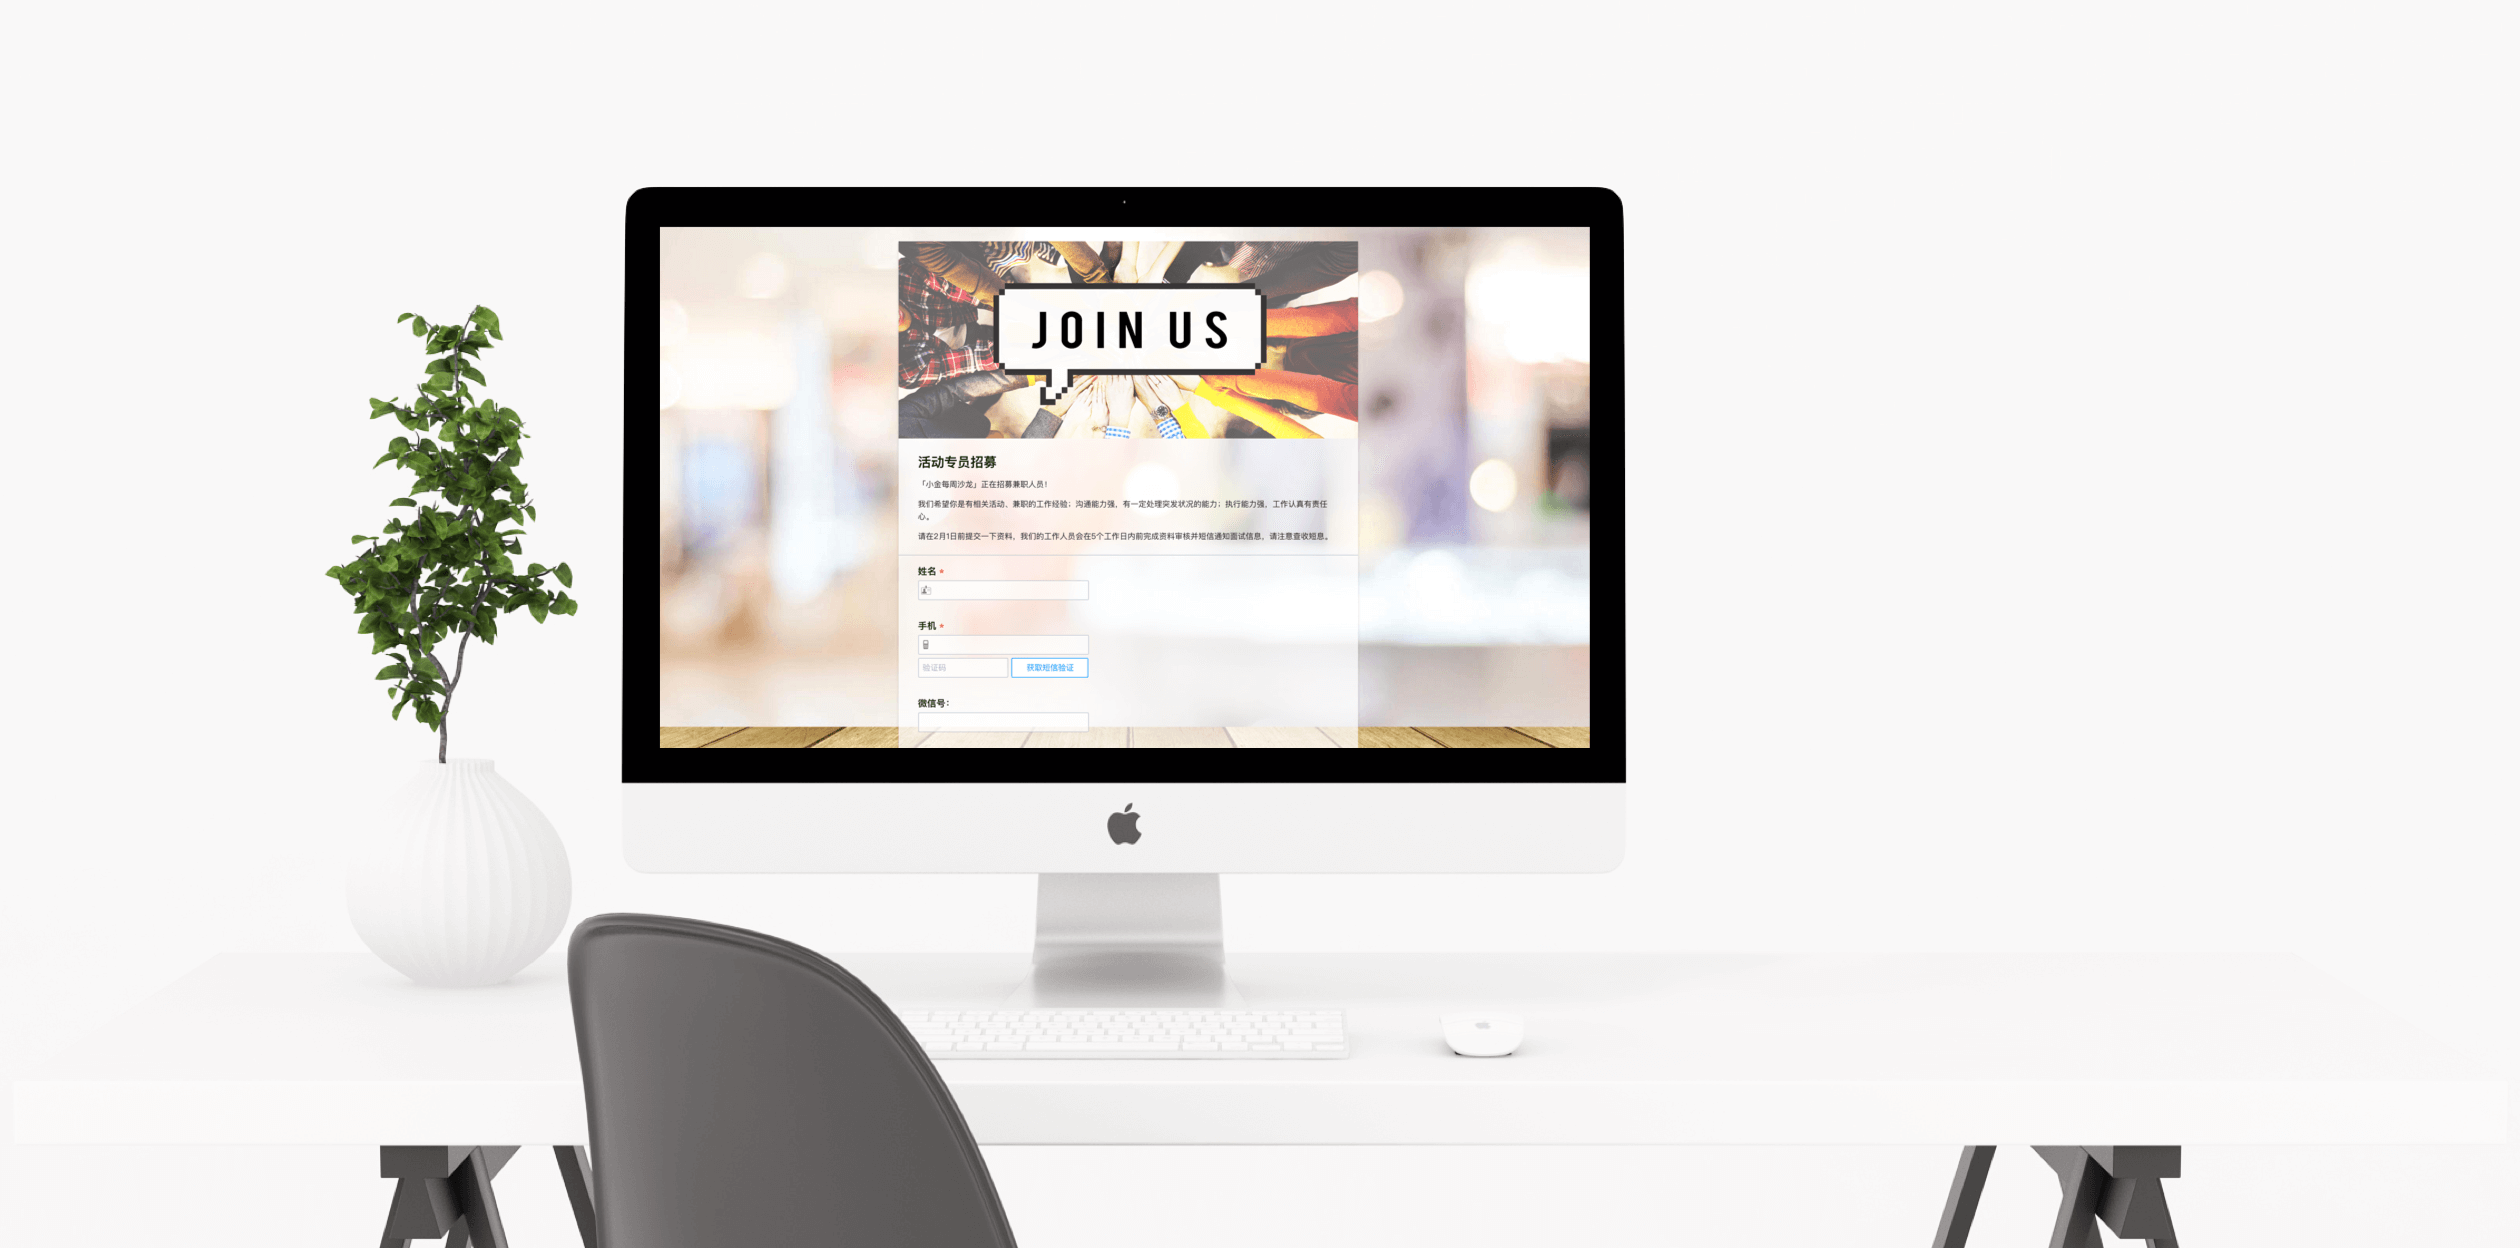 JOIN US
活动专员招募
「小金每周沙龙」正在招募兼职人员！
我们希望你是有相关活动、兼职的工作经验；沟通能力强，有一定处理突发状况的能力；执行能力强，工作认真有责任
心。
请在2月1日前提交一下资料，我们的工作人员会在5个工作日内前完成资料审核并短信通知面试信息，请注意查收短息。
姓名 *
手机 *
验证码 获取短信验证
微信号：